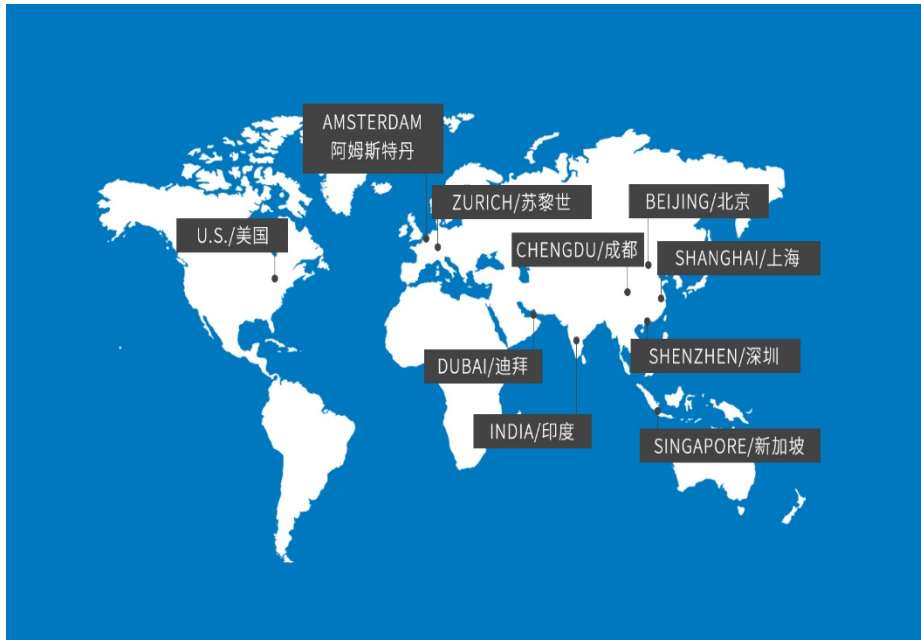 AMSTERDAM
阿姆斯特丹
ZURICH/苏黎世
BEIJING/北京
U.S./美国
CHENGDU/成都
SHANGHAI/上海
DUBAI/迪拜
SHENZHEN/深圳
INDIA/印度
SINGAPORE/新加坡